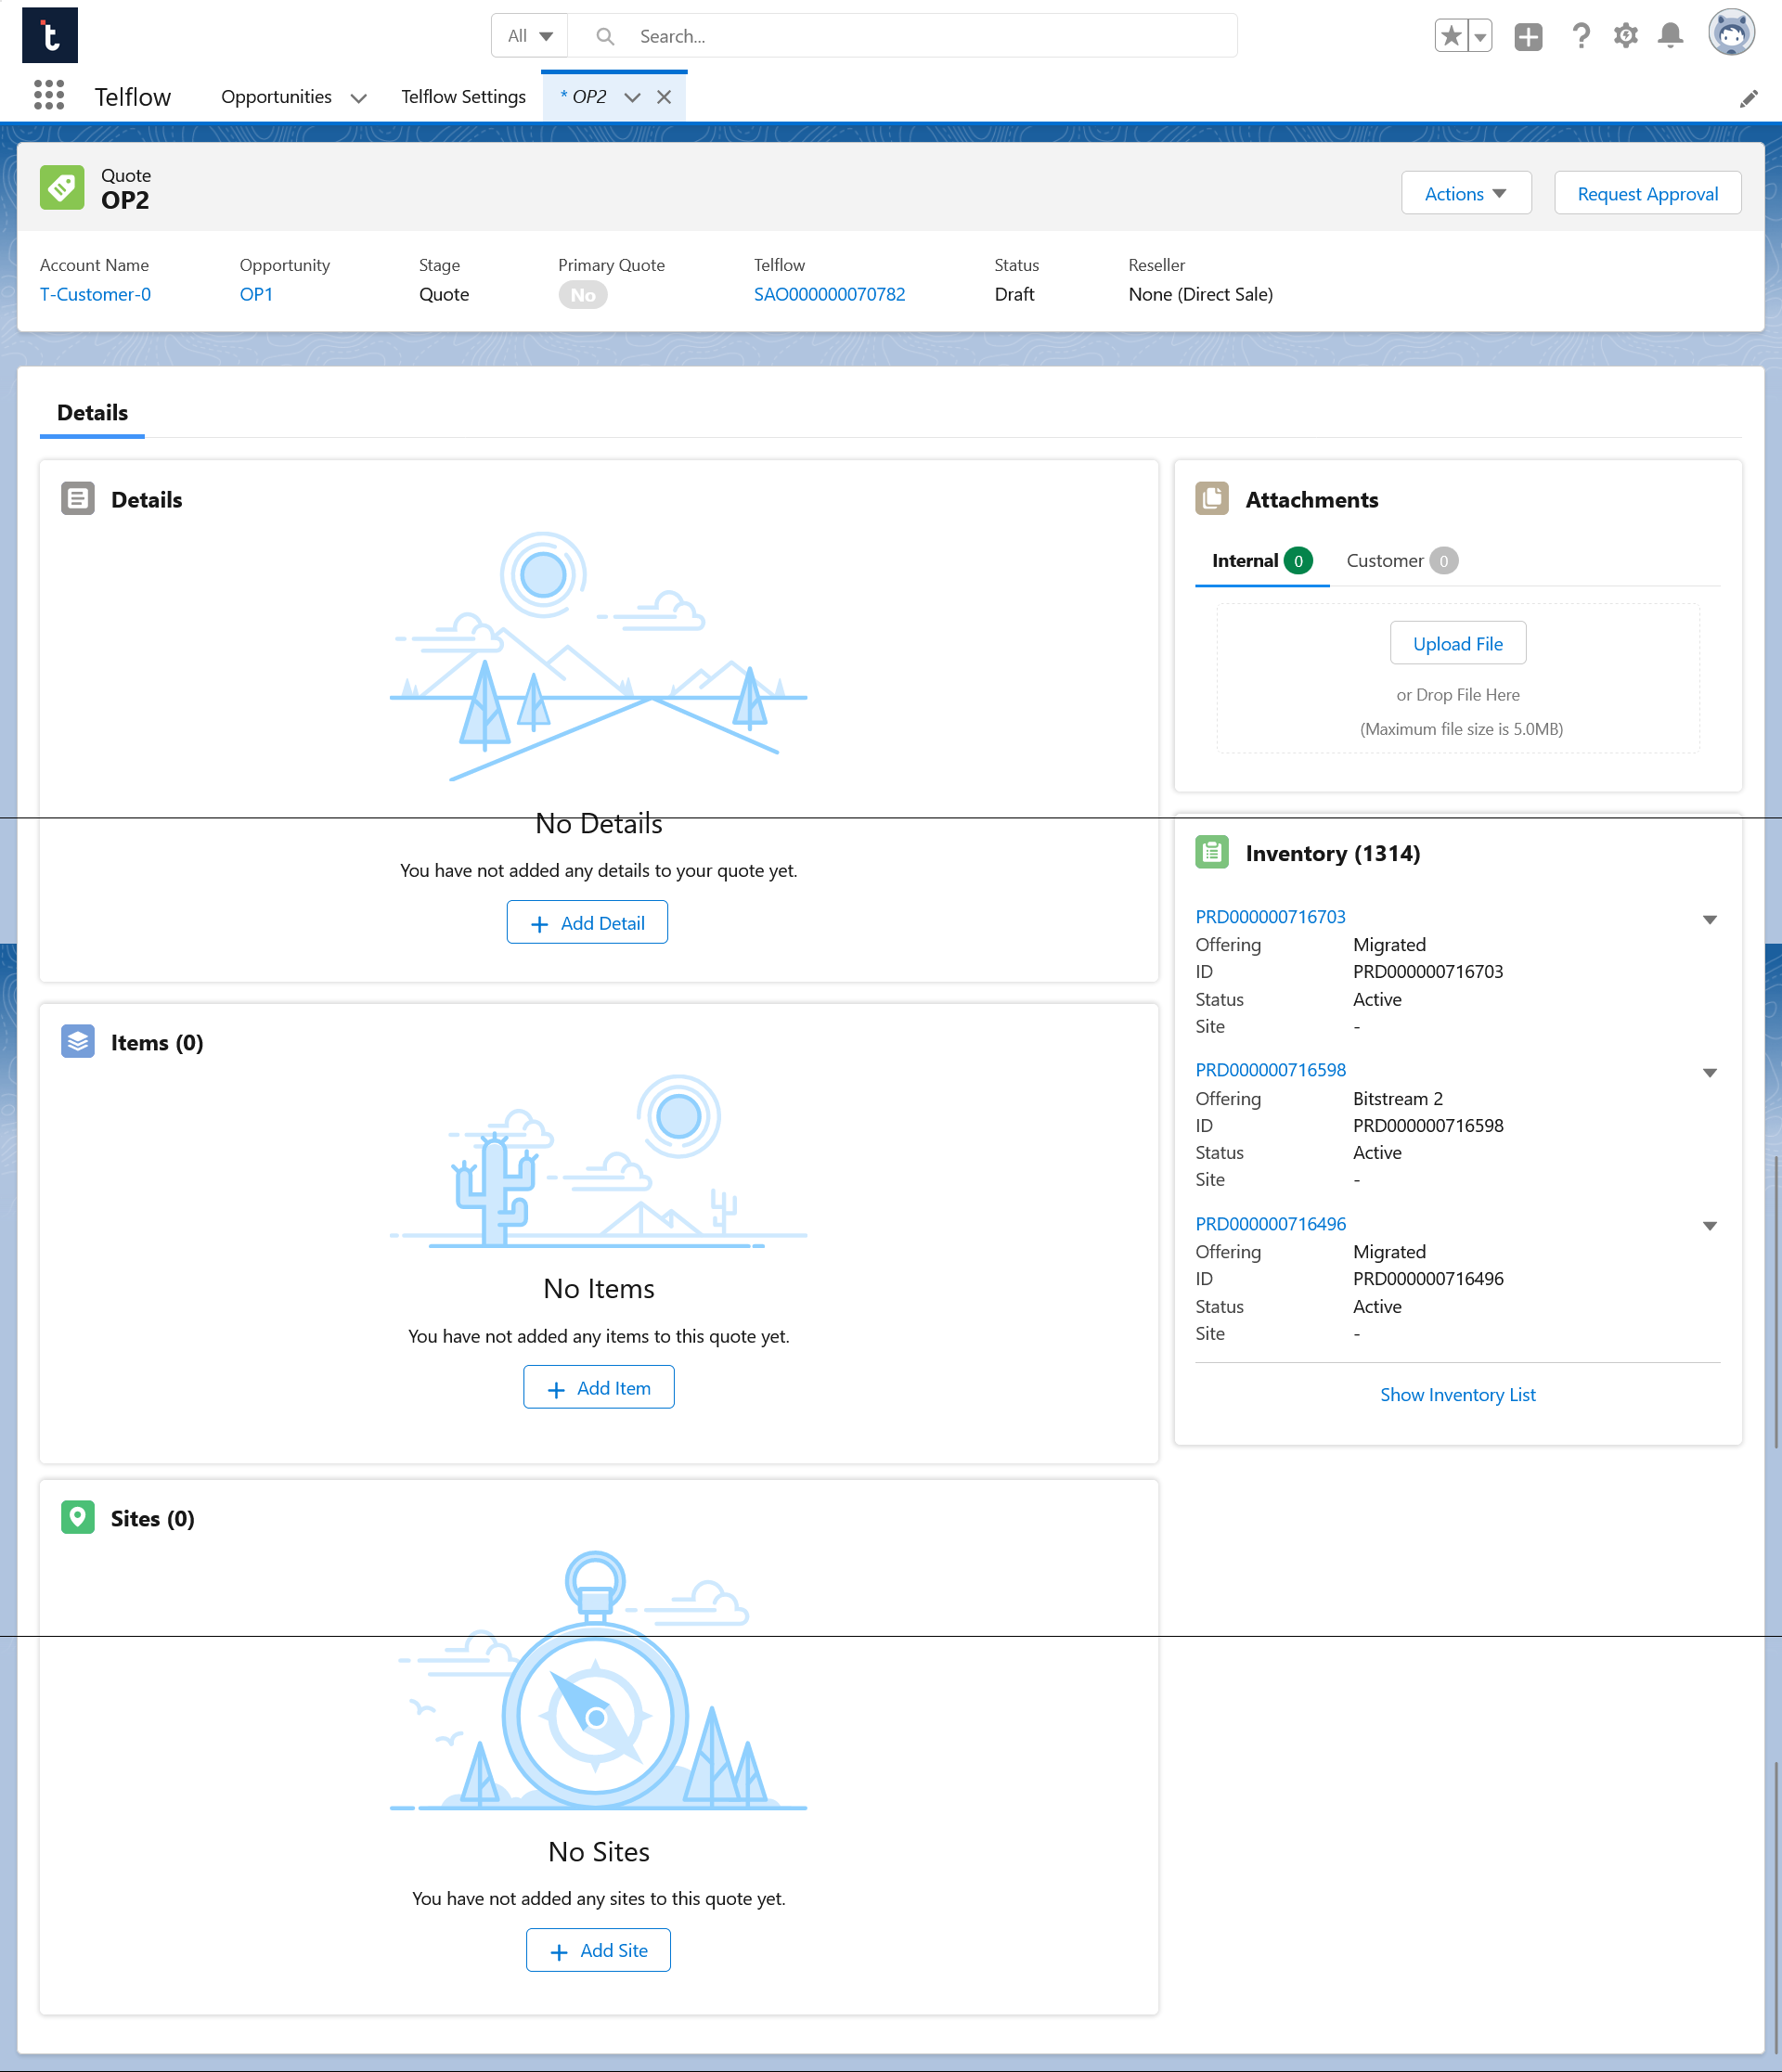 t
All
Search...
Telflow
Opportunities
Telflow Settings
* OP2
Quote
OP2
Actions
Request Approval
Account Name Opportunity Stage Primary Quote Telflow Status Reseller
T-Customer-0 OP1 Quote No SAO000000070782 Draft None (Direct Sale)
Details
Details
No Details
You have not added any details to your quote yet.
Add Detail
Items (0)
No Items
You have not added any items to this quote yet.
Add Item
Sites (0)
No Sites
You have not added any sites to this quote yet.
Add Site
Attachments
Internal 0 Customer 0
Upload File
or Drop File Here
(Maximum file size is 5.0MB)
Inventory (1314)
PRD000000716703
Offering Migrated
ID PRD000000716703
Status Active
Site -
PRD000000716598
Offering Bitstream 2
ID PRD000000716598
Status Active
Site -
PRD000000716496
Offering Migrated
ID PRD000000716496
Status Active
Site -
Show Inventory List